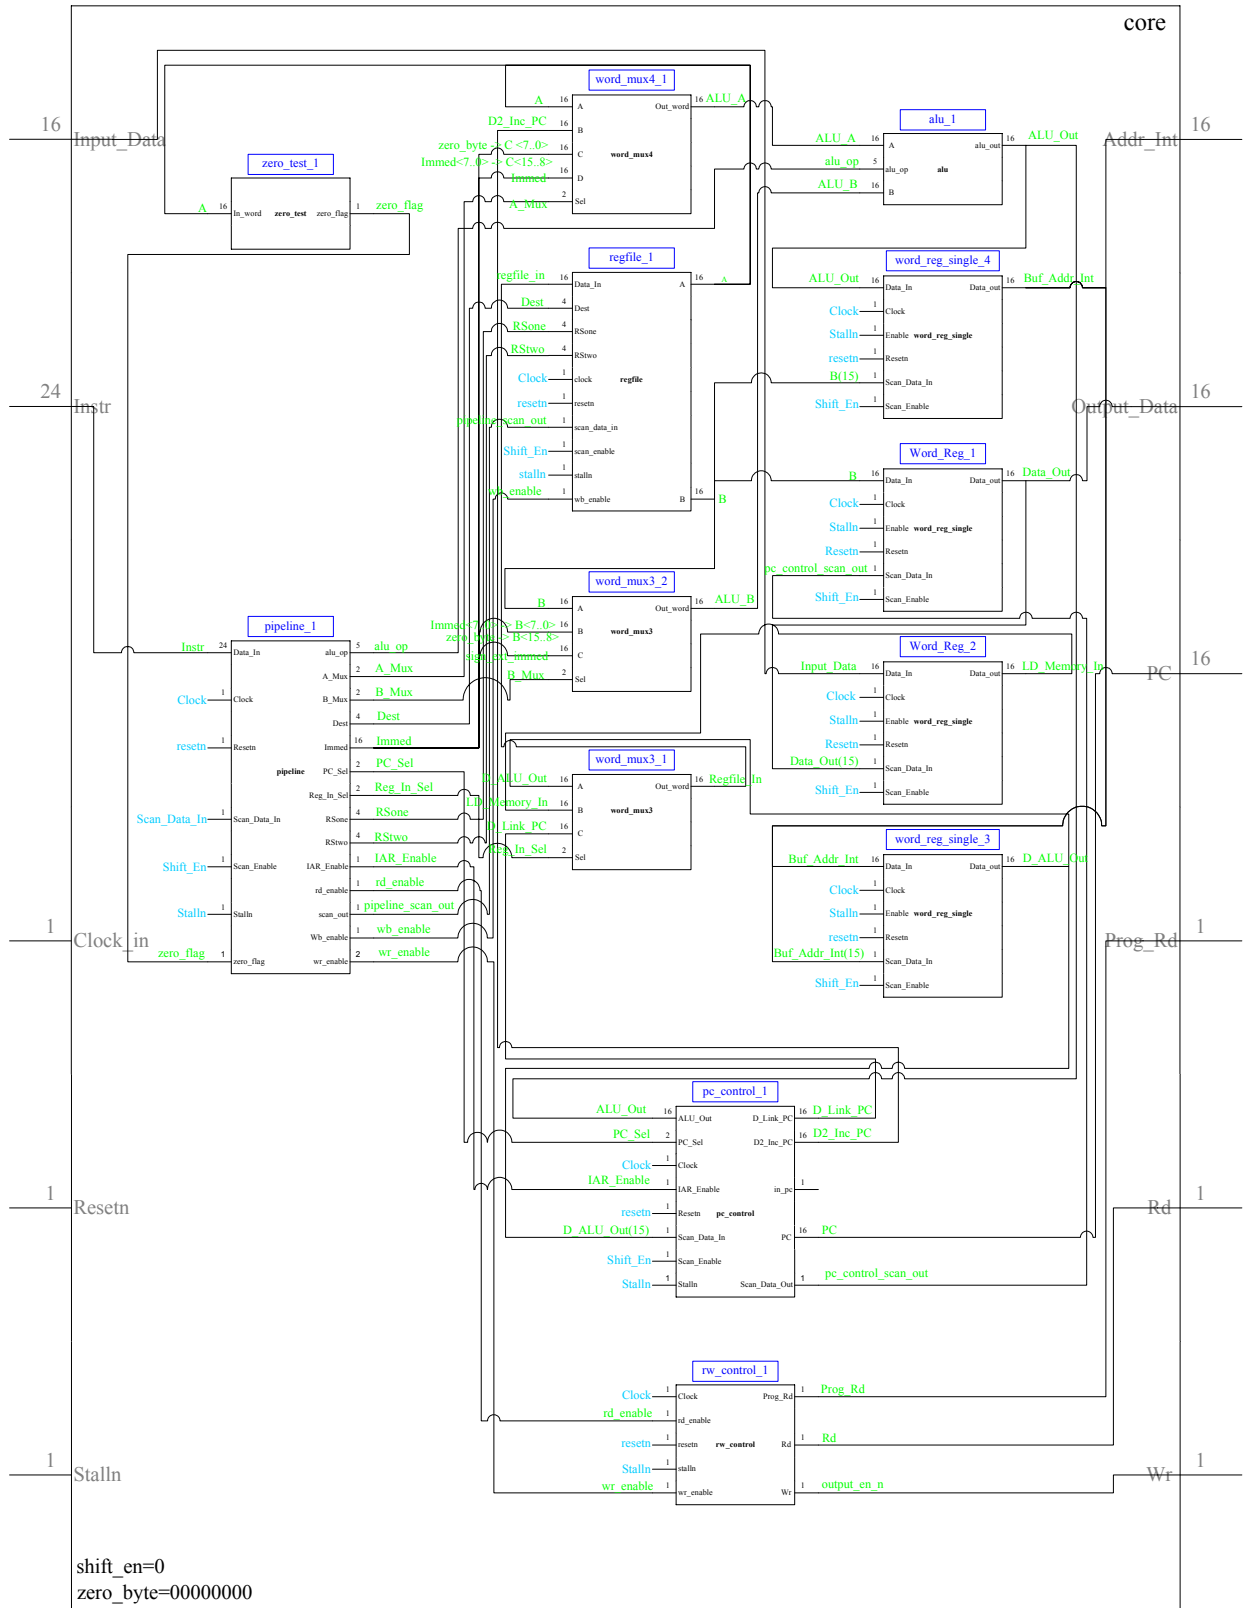 core
16 Input_Data
24 Instr
1 Clock_in
1 Resetn
1 Stalln
Addr_Int 16
Output_Data 16
PC 16
Prog_Rd 1
Rd 1
Wr 1
zero_test_1
A 16 In_word zero_test zero_flag 1 zero_flag
word_mux4_1
A 16 A Out_word 16 ALU_A
D2_Inc_PC 16 B
zero_byte -> C <7..0> 16 C word_mux4
Immed<7..0> -> C<15..8>
Immed 16 D
A_Mux 2 Sel
alu_1
ALU_A 16 A alu_out 16 ALU_Out
alu_op 5 alu_op alu
ALU_B 16 B
regfile_1
regfile_in 16 Data_In A 16 A
Dest 4 Dest
RSone 4 RSone
RStwo 4 RStwo
Clock 1 clock regfile
resetn 1 resetn
pipeline_scan_out 1 scan_data_in
Shift_En 1 scan_enable
stalln 1 stalln
wb_enable 1 wb_enable B 16 B
word_reg_single_4
ALU_Out 16 Data_In Data_out 16 Buf_Addr_Int
Clock 1 Clock
Stalln 1 Enable word_reg_single
resetn 1 Resetn
B(15) 1 Scan_Data_In
Shift_En 1 Scan_Enable
Word_Reg_1
B 16 Data_In Data_out 16 Data_Out
Clock 1 Clock
Stalln 1 Enable word_reg_single
Resetn 1 Resetn
pc_control_scan_out 1 Scan_Data_In
Shift_En 1 Scan_Enable
word_mux3_2
B 16 A Out_word 16 ALU_B
Immed<7..0> -> B<7..0> 16 B word_mux3
zero_byte -> B<15..8>
sign_ext_immed 16 C
B_Mux 2 Sel
pipeline_1
Instr 24 Data_In alu_op 5 alu_op
A_Mux 2 A_Mux
Clock 1 Clock B_Mux 2 B_Mux
Dest 4 Dest
resetn 1 Resetn Immed 16 Immed
pipeline PC_Sel 2 PC_Sel
Reg_In_Sel 2 Reg_In_Sel
Scan_Data_In 1 Scan_Data_In RSone 4 RSone
RStwo 4 RStwo
Shift_En 1 Scan_Enable IAR_Enable 1 IAR_Enable
rd_enable 1 rd_enable
Stalln 1 Stalln scan_out 1 pipeline_scan_out
Wb_enable 1 wb_enable
zero_flag 1 zero_flag wr_enable 2 wr_enable
Word_Reg_2
Input_Data 16 Data_In Data_out 16 LD_Memory_In
Clock 1 Clock
Stalln 1 Enable word_reg_single
Resetn 1 Resetn
Data_Out(15) 1 Scan_Data_In
Shift_En 1 Scan_Enable
word_mux3_1
D_ALU_Out 16 A Out_word 16 Regfile_In
LD_Memory_In 16 B word_mux3
D_Link_PC 16 C
Reg_In_Sel 2 Sel
word_reg_single_3
Buf_Addr_Int 16 Data_In Data_out 16 D_ALU_Out
Clock 1 Clock
Stalln 1 Enable word_reg_single
resetn 1 Resetn
Buf_Addr_Int(15) 1 Scan_Data_In
Shift_En 1 Scan_Enable
pc_control_1
ALU_Out 16 ALU_Out D_Link_PC 16 D_Link_PC
PC_Sel 2 PC_Sel D2_Inc_PC 16 D2_Inc_PC
Clock 1 Clock
IAR_Enable 1 IAR_Enable in_pc 1
resetn 1 Resetn pc_control
D_ALU_Out(15) 1 Scan_Data_In PC 16 PC
Shift_En 1 Scan_Enable
Stalln 1 Stalln Scan_Data_Out 1 pc_control_scan_out
rw_control_1
Clock 1 Clock Prog_Rd 1 Prog_Rd
rd_enable 1 rd_enable
resetn 1 resetn rw_control Rd 1 Rd
Stalln 1 stalln
wr_enable 1 wr_enable Wr 1 output_en_n
shift_en=0
zero_byte=00000000